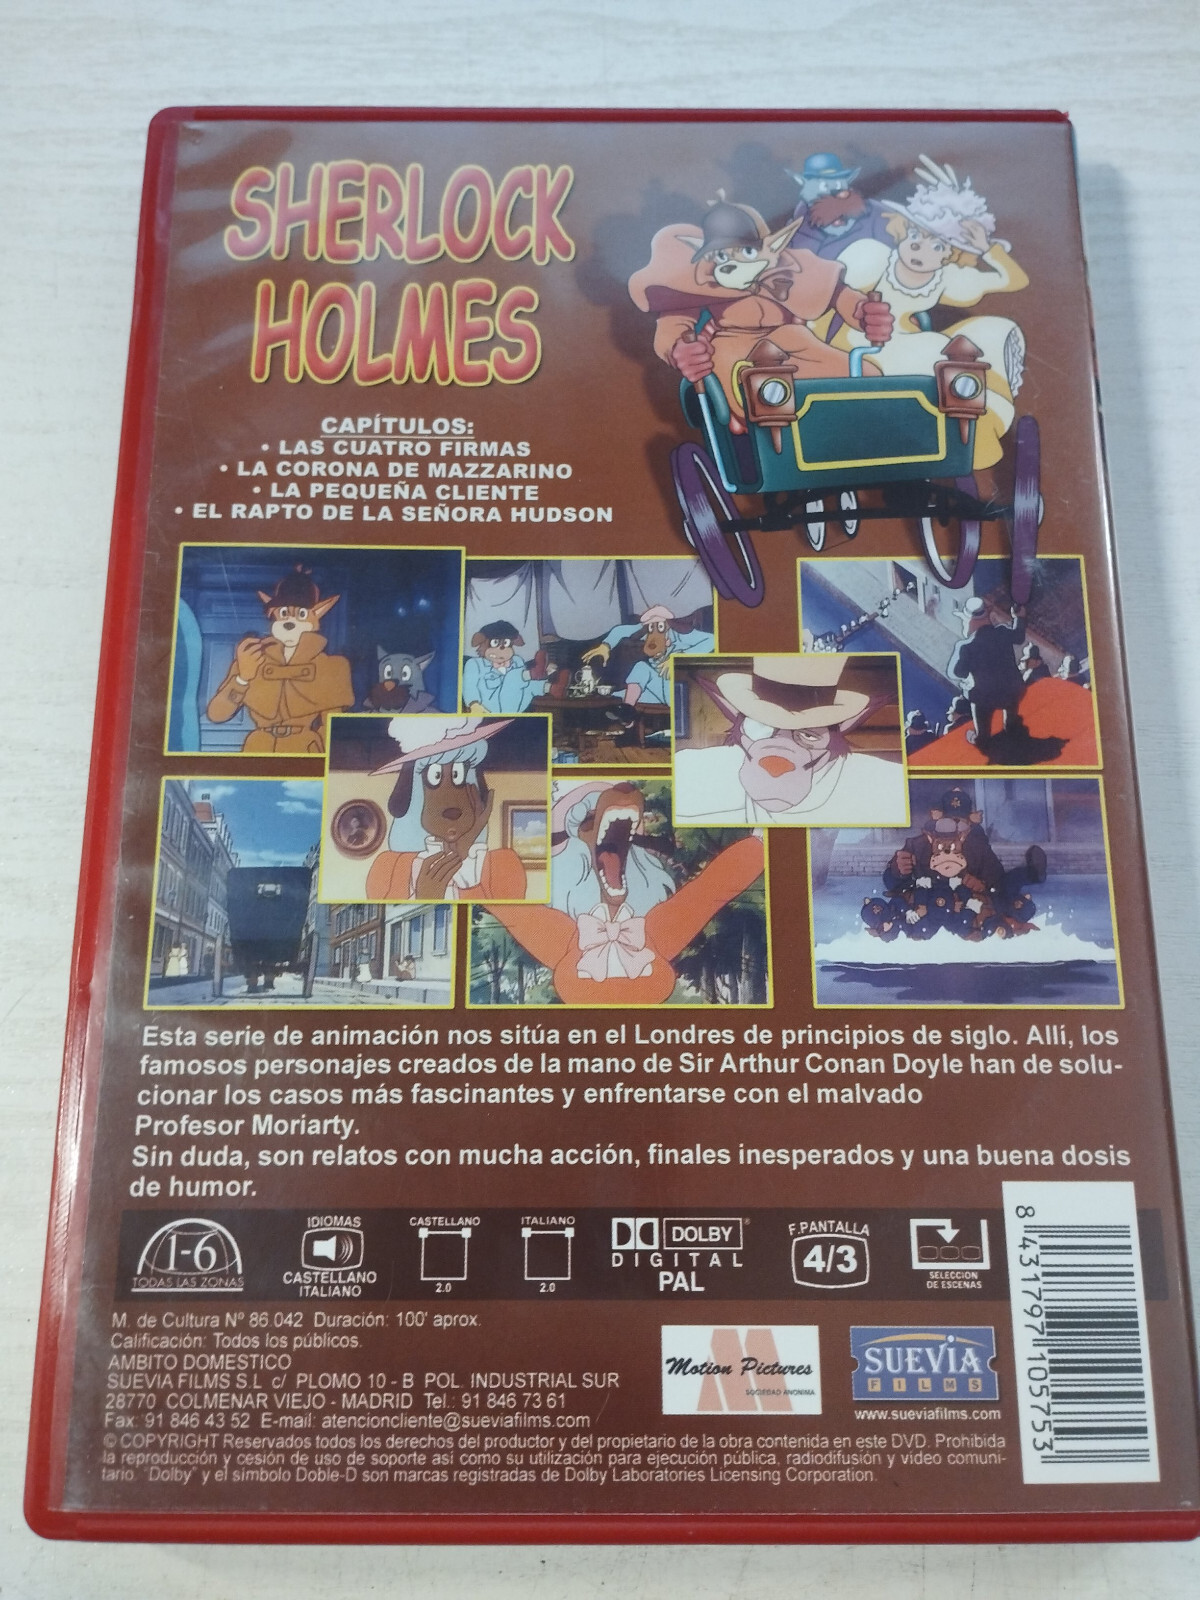 SHERLOCK
HOLMES
CAPÍTULOS:
• LAS CUATRO FIRMAS
• LA CORONA DE MAZZARINO
• LA PEQUEÑA CLIENTE
• EL RAPTO DE LA SEÑORA HUDSON
Esta serie de animación nos sitúa en el Londres de principios de siglo. Allí, los
famosos personajes creados de la mano de Sir Arthur Conan Doyle han de solu-
cionar los casos más fascinantes y enfrentarse con el malvado
Profesor Moriarty.
Sin duda, son relatos con mucha acción, finales inesperados y una buena dosis
de humor.
1-6
TODAS LAS ZONAS
IDIOMAS
CASTELLANO
ITALIANO
CASTELLANO
2.0
ITALIANO
2.0
DOLBY
DIGITAL
PAL
F.PANTALLA
4/3
SELECCION
DE ESCENAS
M. de Cultura Nº 86.042 Duración: 100' aprox.
Calificación: Todos los públicos.
AMBITO DOMESTICO
SUEVIA FILMS S.L c/ PLOMO 10 - B POL. INDUSTRIAL SUR
28770 COLMENAR VIEJO - MADRID Tel.: 91 846 73 61
Fax: 91 846 43 52 E-mail: atencioncliente@sueviafilms.com
© COPYRIGHT Reservados todos los derechos del productor y del propietario de la obra contenida en este DVD. Prohibida
la reproducción y cesión de uso de soporte asi como su utilización para ejecución pública, radiodifusión y vídeo comuni-
tario. "Dolby" y el símbolo Doble-D son marcas registradas de Dolby Laboratories Licensing Corporation.
Motion Pictures
SOCIEDAD ANONIMA
SUEVIA
FILMS
www.sueviafilms.com
8 431797 105753